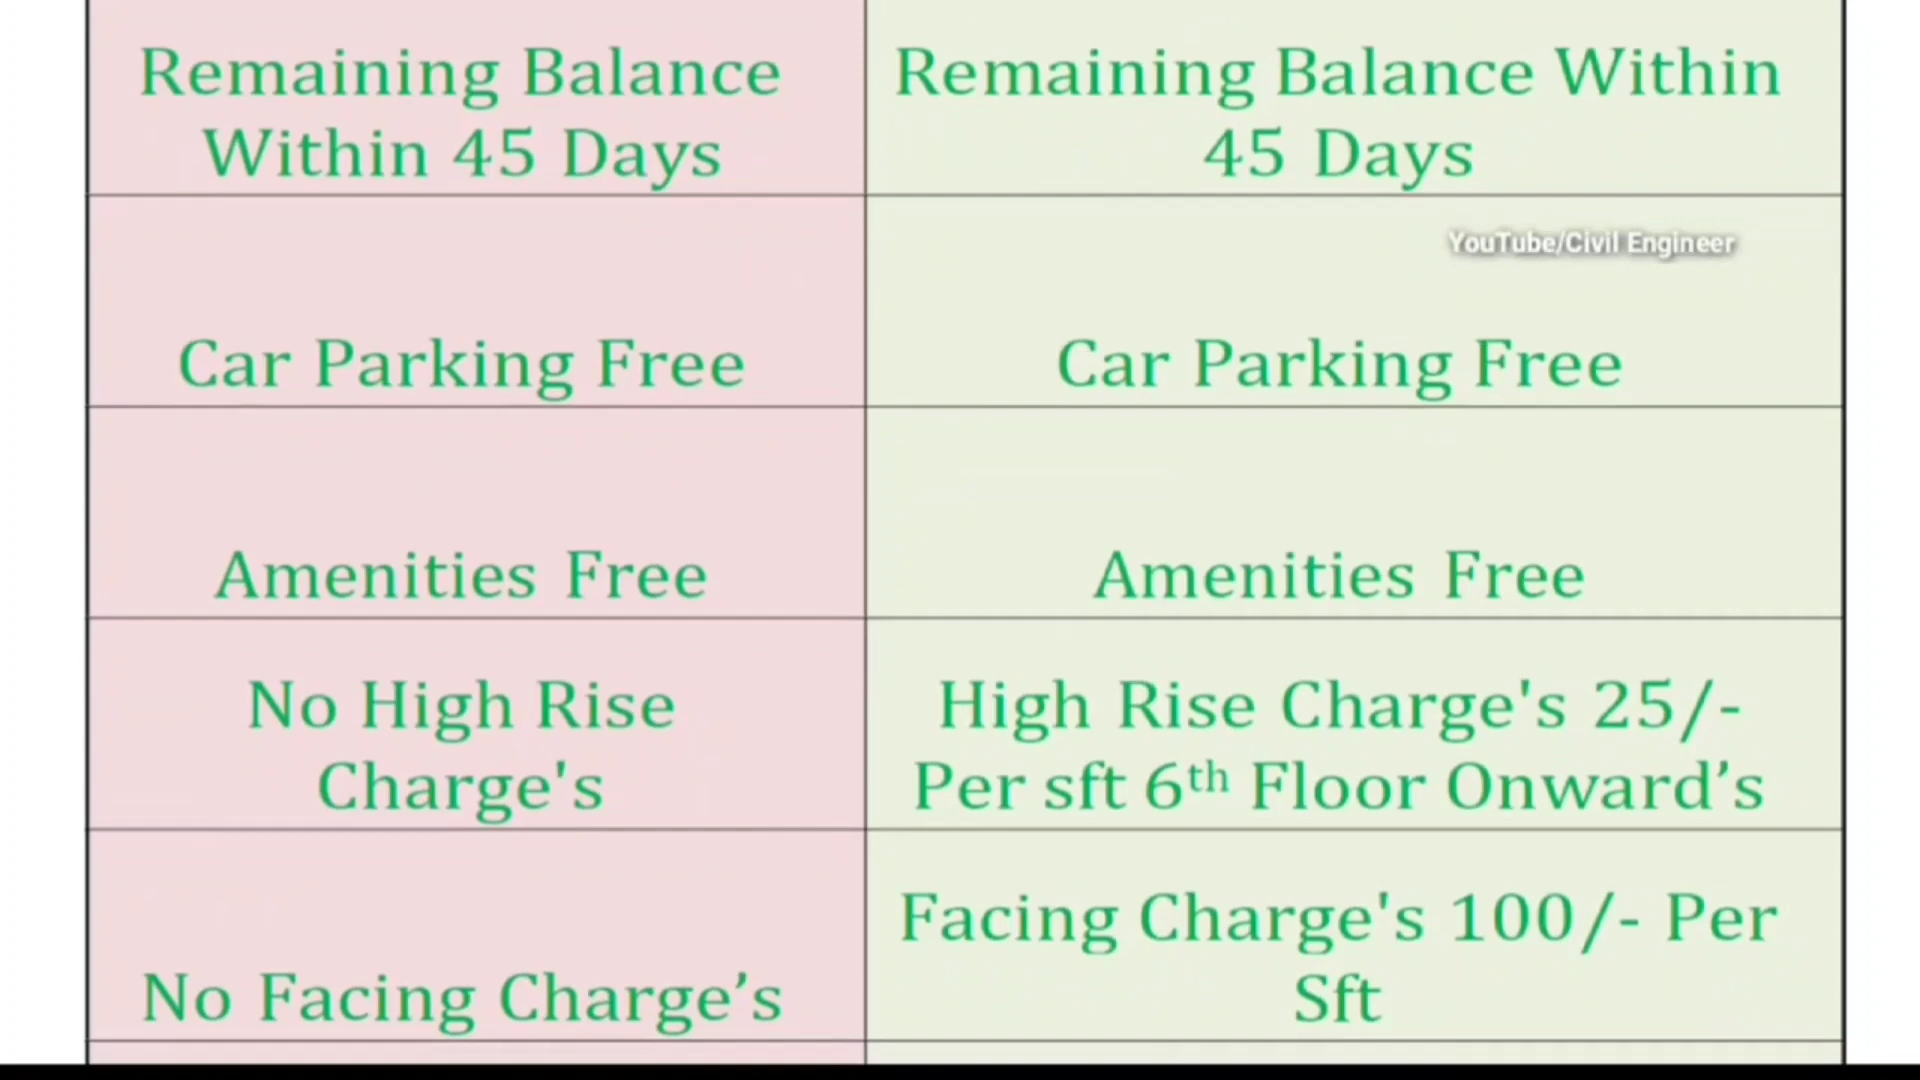 Remaining Balance
Within 45 Days
Remaining Balance Within
45 Days
YouTube/Civil Engineer
Car Parking Free
Car Parking Free
Amenities Free
Amenities Free
No High Rise
Charge's
High Rise Charge's 25/-
Per sft 6th Floor Onward’s
No Facing Charge’s
Facing Charge's 100/- Per
Sft